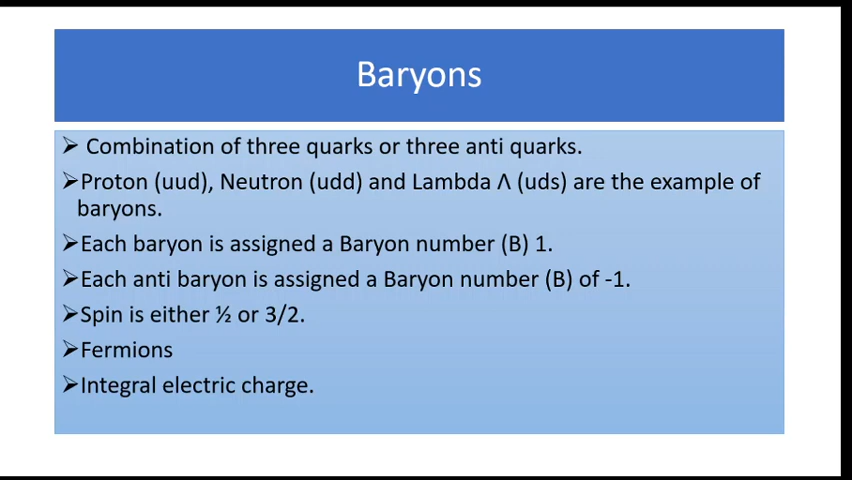 Baryons
➢ Combination of three quarks or three anti quarks.
➢Proton (uud), Neutron (udd) and Lambda Λ (uds) are the example of
baryons.
➢Each baryon is assigned a Baryon number (B) 1.
➢Each anti baryon is assigned a Baryon number (B) of -1.
➢Spin is either ½ or 3/2.
➢Fermions
➢Integral electric charge.